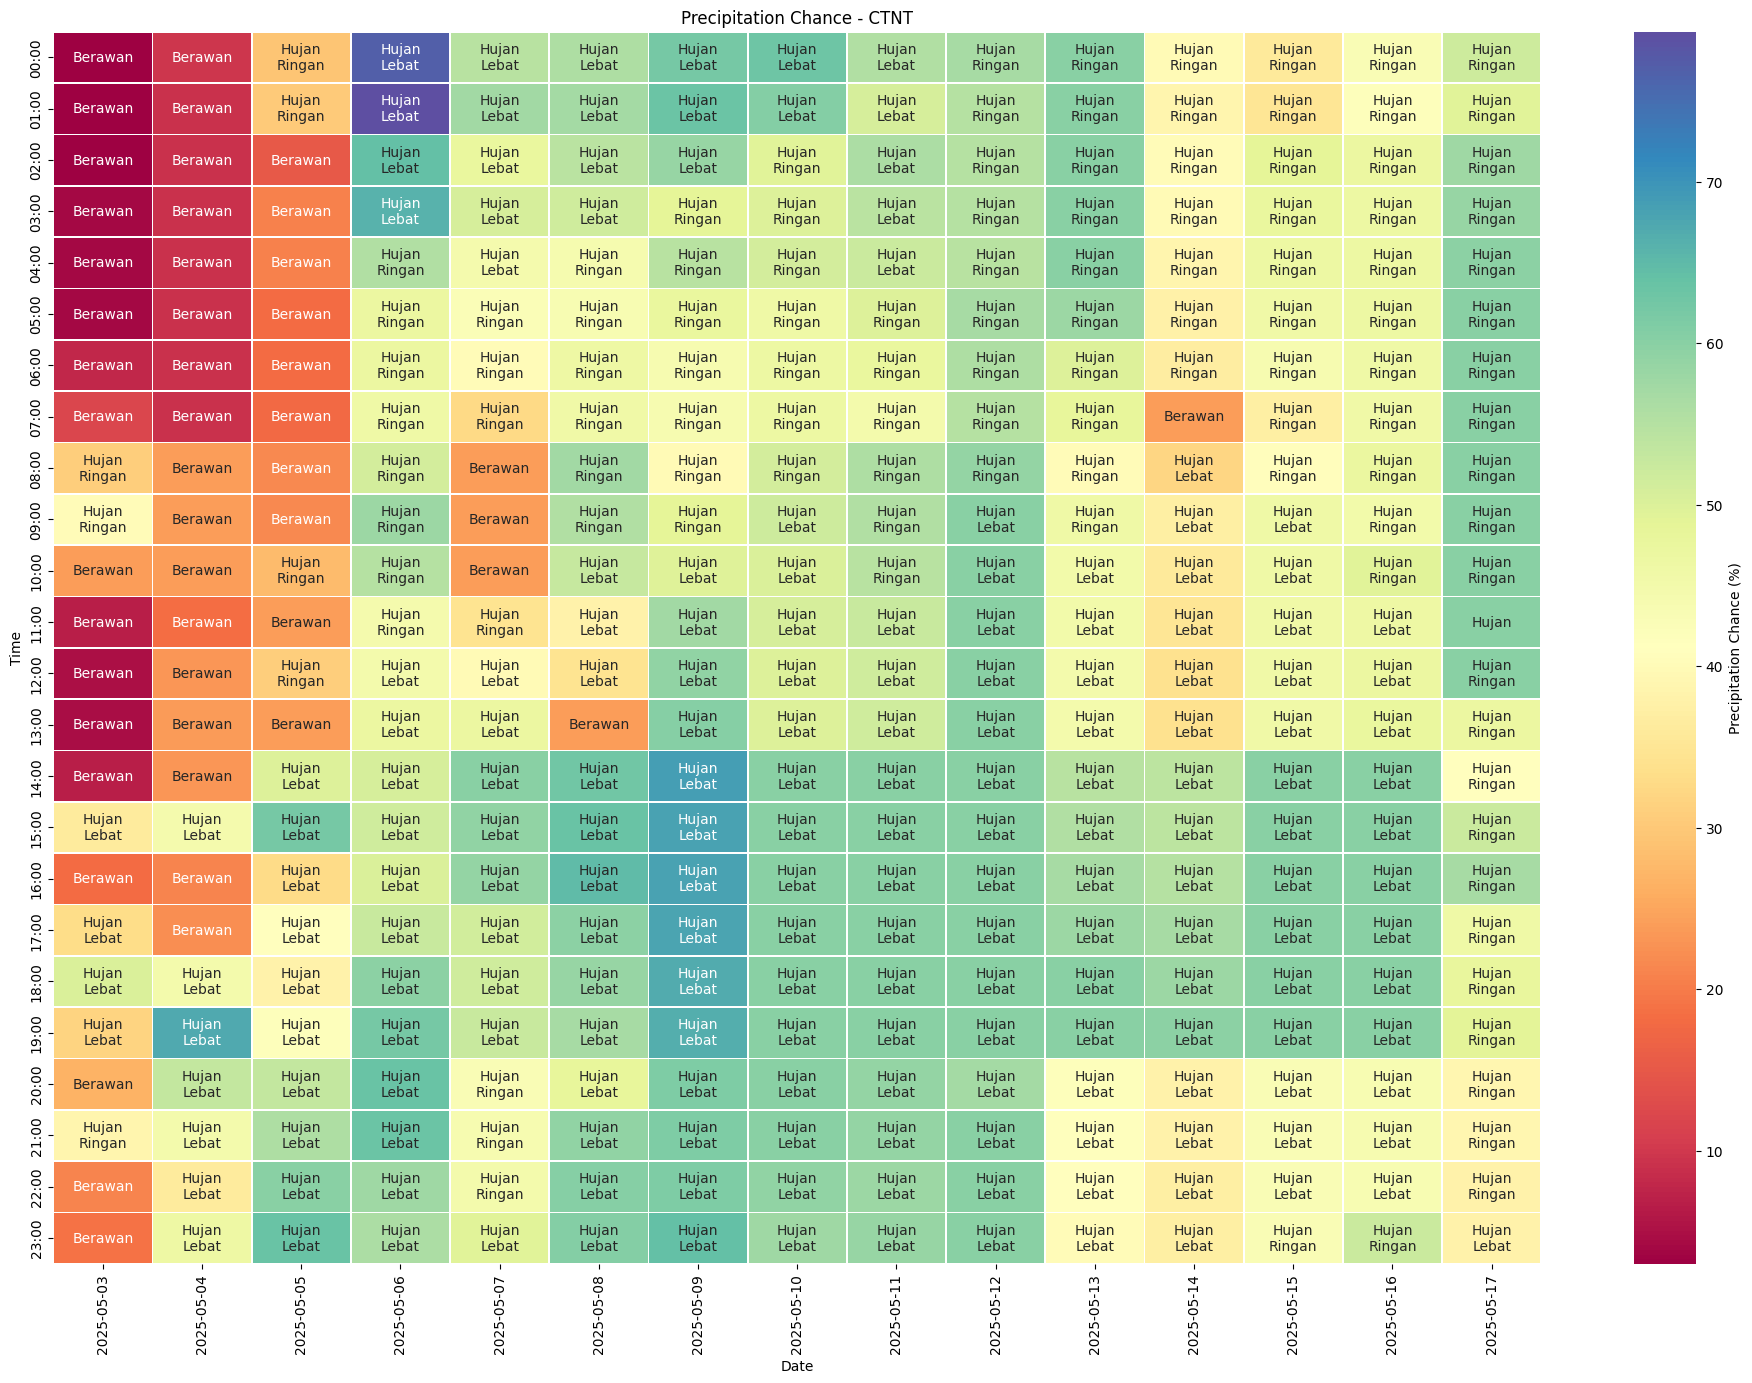 Precipitation Chance - CTNT
00:00 Berawan Berawan Hujan Ringan Hujan Lebat Hujan Lebat Hujan Lebat Hujan Lebat Hujan Lebat Hujan Lebat Hujan Ringan Hujan Ringan Hujan Ringan Hujan Ringan Hujan Ringan Hujan Ringan
01:00 Berawan Berawan Hujan Ringan Hujan Lebat Hujan Lebat Hujan Lebat Hujan Lebat Hujan Lebat Hujan Lebat Hujan Ringan Hujan Ringan Hujan Ringan Hujan Ringan Hujan Ringan Hujan Ringan
02:00 Berawan Berawan Berawan Hujan Lebat Hujan Lebat Hujan Lebat Hujan Lebat Hujan Ringan Hujan Lebat Hujan Ringan Hujan Ringan Hujan Ringan Hujan Ringan Hujan Ringan Hujan Ringan
03:00 Berawan Berawan Berawan Hujan Lebat Hujan Lebat Hujan Lebat Hujan Ringan Hujan Ringan Hujan Lebat Hujan Ringan Hujan Ringan Hujan Ringan Hujan Ringan Hujan Ringan Hujan Ringan
04:00 Berawan Berawan Berawan Hujan Ringan Hujan Lebat Hujan Ringan Hujan Ringan Hujan Ringan Hujan Lebat Hujan Ringan Hujan Ringan Hujan Ringan Hujan Ringan Hujan Ringan Hujan Ringan
05:00 Berawan Berawan Berawan Hujan Ringan Hujan Ringan Hujan Ringan Hujan Ringan Hujan Ringan Hujan Ringan Hujan Ringan Hujan Ringan Hujan Ringan Hujan Ringan Hujan Ringan Hujan Ringan
06:00 Berawan Berawan Berawan Hujan Ringan Hujan Ringan Hujan Ringan Hujan Ringan Hujan Ringan Hujan Ringan Hujan Ringan Hujan Ringan Hujan Ringan Hujan Ringan Hujan Ringan Hujan Ringan
07:00 Berawan Berawan Berawan Hujan Ringan Hujan Ringan Hujan Ringan Hujan Ringan Hujan Ringan Hujan Ringan Hujan Ringan Hujan Ringan Berawan Hujan Ringan Hujan Ringan Hujan Ringan
08:00 Hujan Ringan Berawan Berawan Hujan Ringan Berawan Hujan Ringan Hujan Ringan Hujan Ringan Hujan Ringan Hujan Ringan Hujan Ringan Hujan Lebat Hujan Ringan Hujan Ringan Hujan Ringan
09:00 Hujan Ringan Berawan Berawan Hujan Ringan Berawan Hujan Ringan Hujan Ringan Hujan Lebat Hujan Ringan Hujan Lebat Hujan Ringan Hujan Lebat Hujan Lebat Hujan Ringan Hujan Ringan
10:00 Berawan Berawan Hujan Ringan Hujan Ringan Berawan Hujan Lebat Hujan Lebat Hujan Lebat Hujan Ringan Hujan Lebat Hujan Lebat Hujan Lebat Hujan Lebat Hujan Ringan Hujan Ringan
11:00 Berawan Berawan Berawan Hujan Ringan Hujan Ringan Hujan Lebat Hujan Lebat Hujan Lebat Hujan Lebat Hujan Lebat Hujan Lebat Hujan Lebat Hujan Lebat Hujan Lebat Hujan
12:00 Berawan Berawan Hujan Ringan Hujan Lebat Hujan Lebat Hujan Lebat Hujan Lebat Hujan Lebat Hujan Lebat Hujan Lebat Hujan Lebat Hujan Lebat Hujan Lebat Hujan Lebat Hujan Ringan
13:00 Berawan Berawan Berawan Hujan Lebat Hujan Lebat Berawan Hujan Lebat Hujan Lebat Hujan Lebat Hujan Lebat Hujan Lebat Hujan Lebat Hujan Lebat Hujan Lebat Hujan Ringan
14:00 Berawan Berawan Hujan Lebat Hujan Lebat Hujan Lebat Hujan Lebat Hujan Lebat Hujan Lebat Hujan Lebat Hujan Lebat Hujan Lebat Hujan Lebat Hujan Lebat Hujan Lebat Hujan Ringan
15:00 Hujan Lebat Hujan Lebat Hujan Lebat Hujan Lebat Hujan Lebat Hujan Lebat Hujan Lebat Hujan Lebat Hujan Lebat Hujan Lebat Hujan Lebat Hujan Lebat Hujan Lebat Hujan Lebat Hujan Ringan
16:00 Berawan Berawan Hujan Lebat Hujan Lebat Hujan Lebat Hujan Lebat Hujan Lebat Hujan Lebat Hujan Lebat Hujan Lebat Hujan Lebat Hujan Lebat Hujan Lebat Hujan Lebat Hujan Ringan
17:00 Hujan Lebat Berawan Hujan Lebat Hujan Lebat Hujan Lebat Hujan Lebat Hujan Lebat Hujan Lebat Hujan Lebat Hujan Lebat Hujan Lebat Hujan Lebat Hujan Lebat Hujan Lebat Hujan Ringan
18:00 Hujan Lebat Hujan Lebat Hujan Lebat Hujan Lebat Hujan Lebat Hujan Lebat Hujan Lebat Hujan Lebat Hujan Lebat Hujan Lebat Hujan Lebat Hujan Lebat Hujan Lebat Hujan Lebat Hujan Ringan
19:00 Hujan Lebat Hujan Lebat Hujan Lebat Hujan Lebat Hujan Lebat Hujan Lebat Hujan Lebat Hujan Lebat Hujan Lebat Hujan Lebat Hujan Lebat Hujan Lebat Hujan Lebat Hujan Lebat Hujan Ringan
20:00 Berawan Hujan Lebat Hujan Lebat Hujan Lebat Hujan Ringan Hujan Lebat Hujan Lebat Hujan Lebat Hujan Lebat Hujan Lebat Hujan Lebat Hujan Lebat Hujan Lebat Hujan Lebat Hujan Ringan
21:00 Hujan Ringan Hujan Lebat Hujan Lebat Hujan Lebat Hujan Ringan Hujan Lebat Hujan Lebat Hujan Lebat Hujan Lebat Hujan Lebat Hujan Lebat Hujan Lebat Hujan Lebat Hujan Lebat Hujan Ringan
22:00 Berawan Hujan Lebat Hujan Lebat Hujan Lebat Hujan Ringan Hujan Lebat Hujan Lebat Hujan Lebat Hujan Lebat Hujan Lebat Hujan Lebat Hujan Lebat Hujan Lebat Hujan Lebat Hujan Ringan
23:00 Berawan Hujan Lebat Hujan Lebat Hujan Lebat Hujan Lebat Hujan Lebat Hujan Lebat Hujan Lebat Hujan Lebat Hujan Lebat Hujan Lebat Hujan Lebat Hujan Ringan Hujan Ringan Hujan Lebat
Time
2025-05-03 2025-05-04 2025-05-05 2025-05-06 2025-05-07 2025-05-08 2025-05-09 2025-05-10 2025-05-11 2025-05-12 2025-05-13 2025-05-14 2025-05-15 2025-05-16 2025-05-17
Date
70
60
50
40
30
20
10
Precipitation Chance (%)